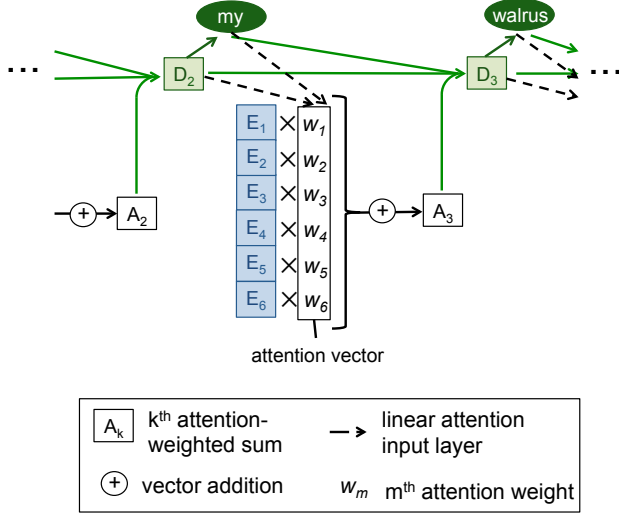 my
walrus
...
D2
D3
...
E1 × w1
E2 × w2
E3 × w3
E4 × w4
E5 × w5
E6 × w6
+
A2
+
A3
attention vector
Ak
kth attention-
weighted sum
linear attention
input layer
+
vector addition
wm
mth attention weight